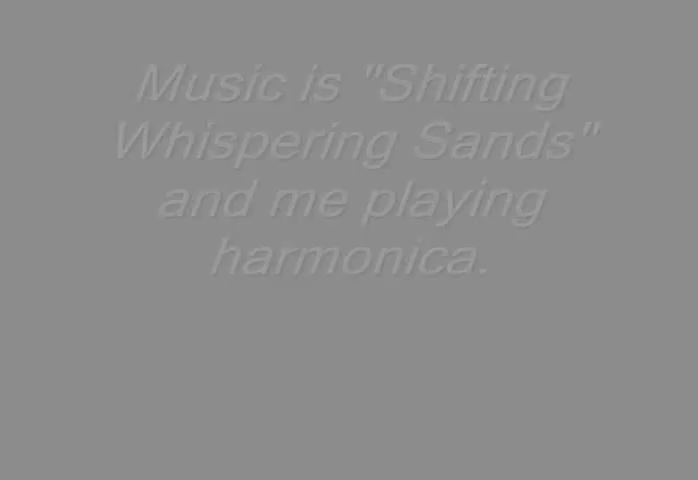 Music is "Shifting
Whispering Sands"
and me playing
harmonica.